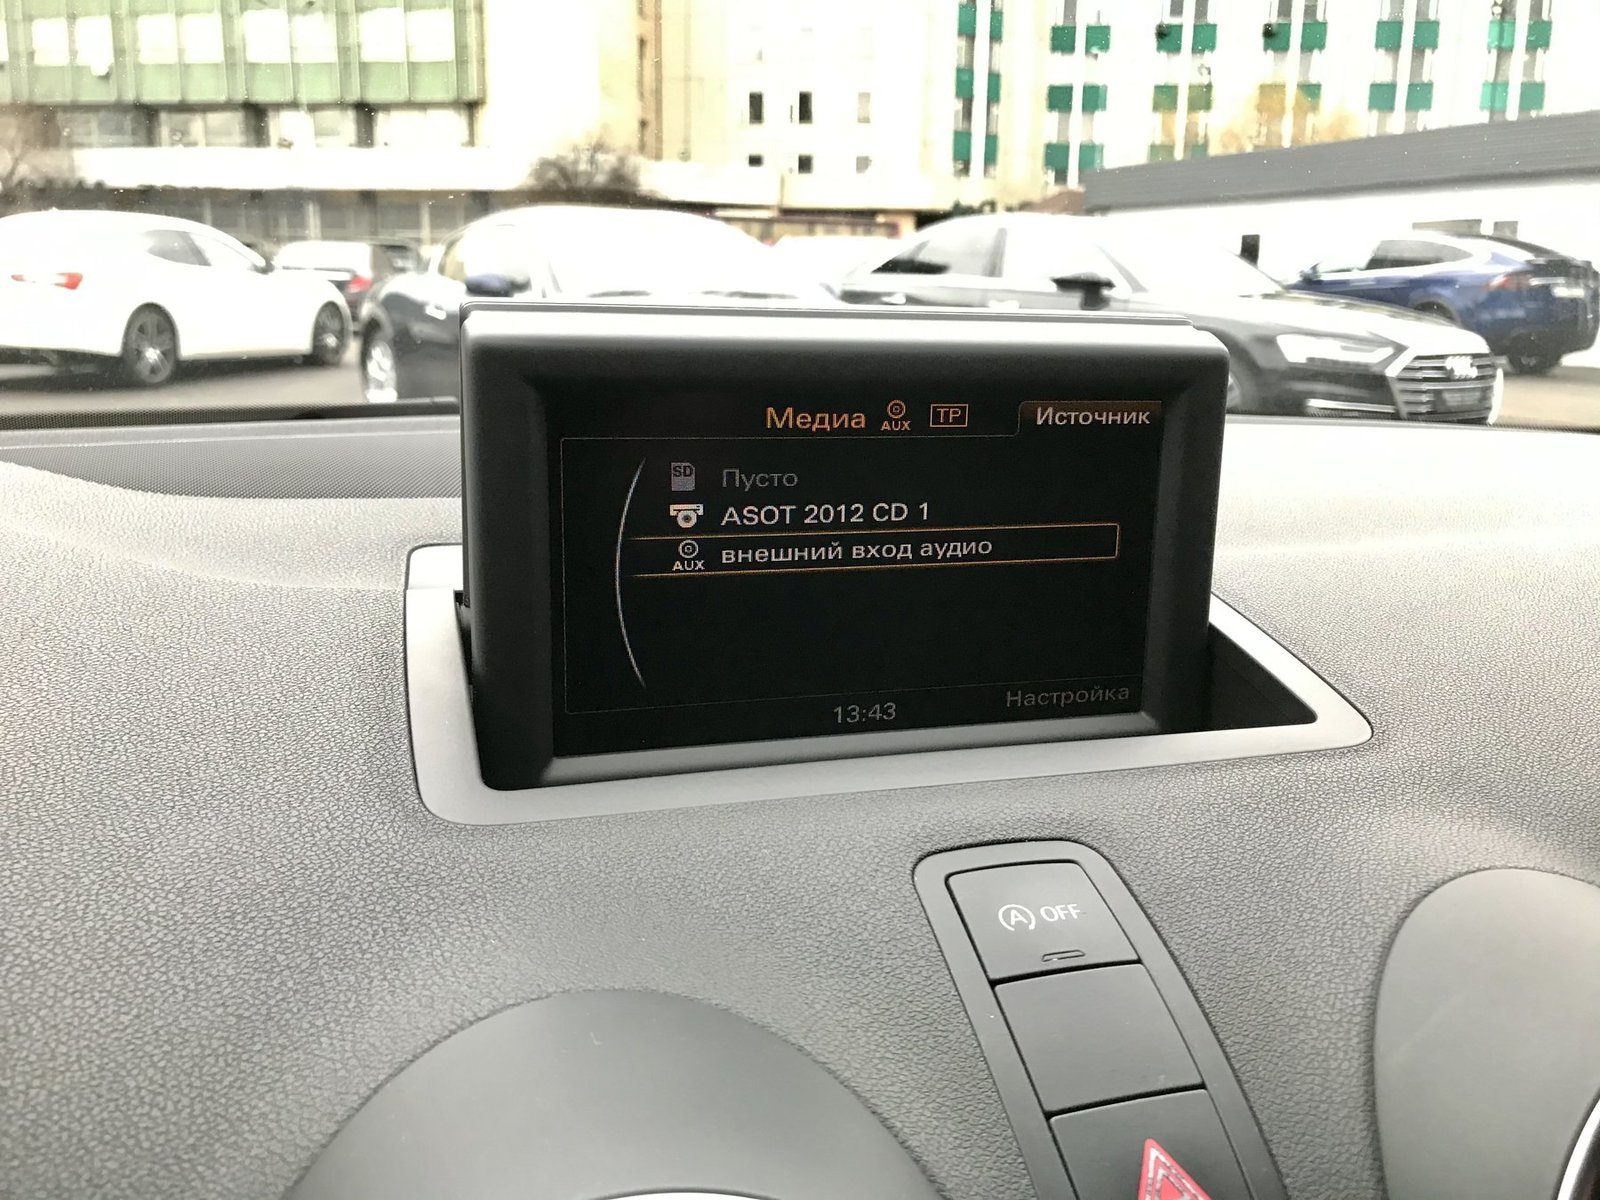 Медиа AUX TP Источник
SD Пусто
ASOT 2012 CD 1
AUX внешний вход аудио
Настройка
13:43
A OFF